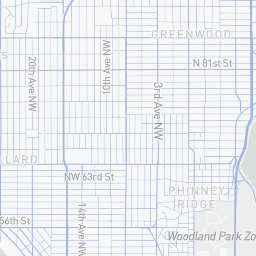 GREENWOOD
N 81st St
20th Ave NW
10th Ave NW
3rd Ave NW
LLARD
NW 63rd St
PHINNEY
RIDGE
14th Ave NW
56th St
Woodland Park Zo